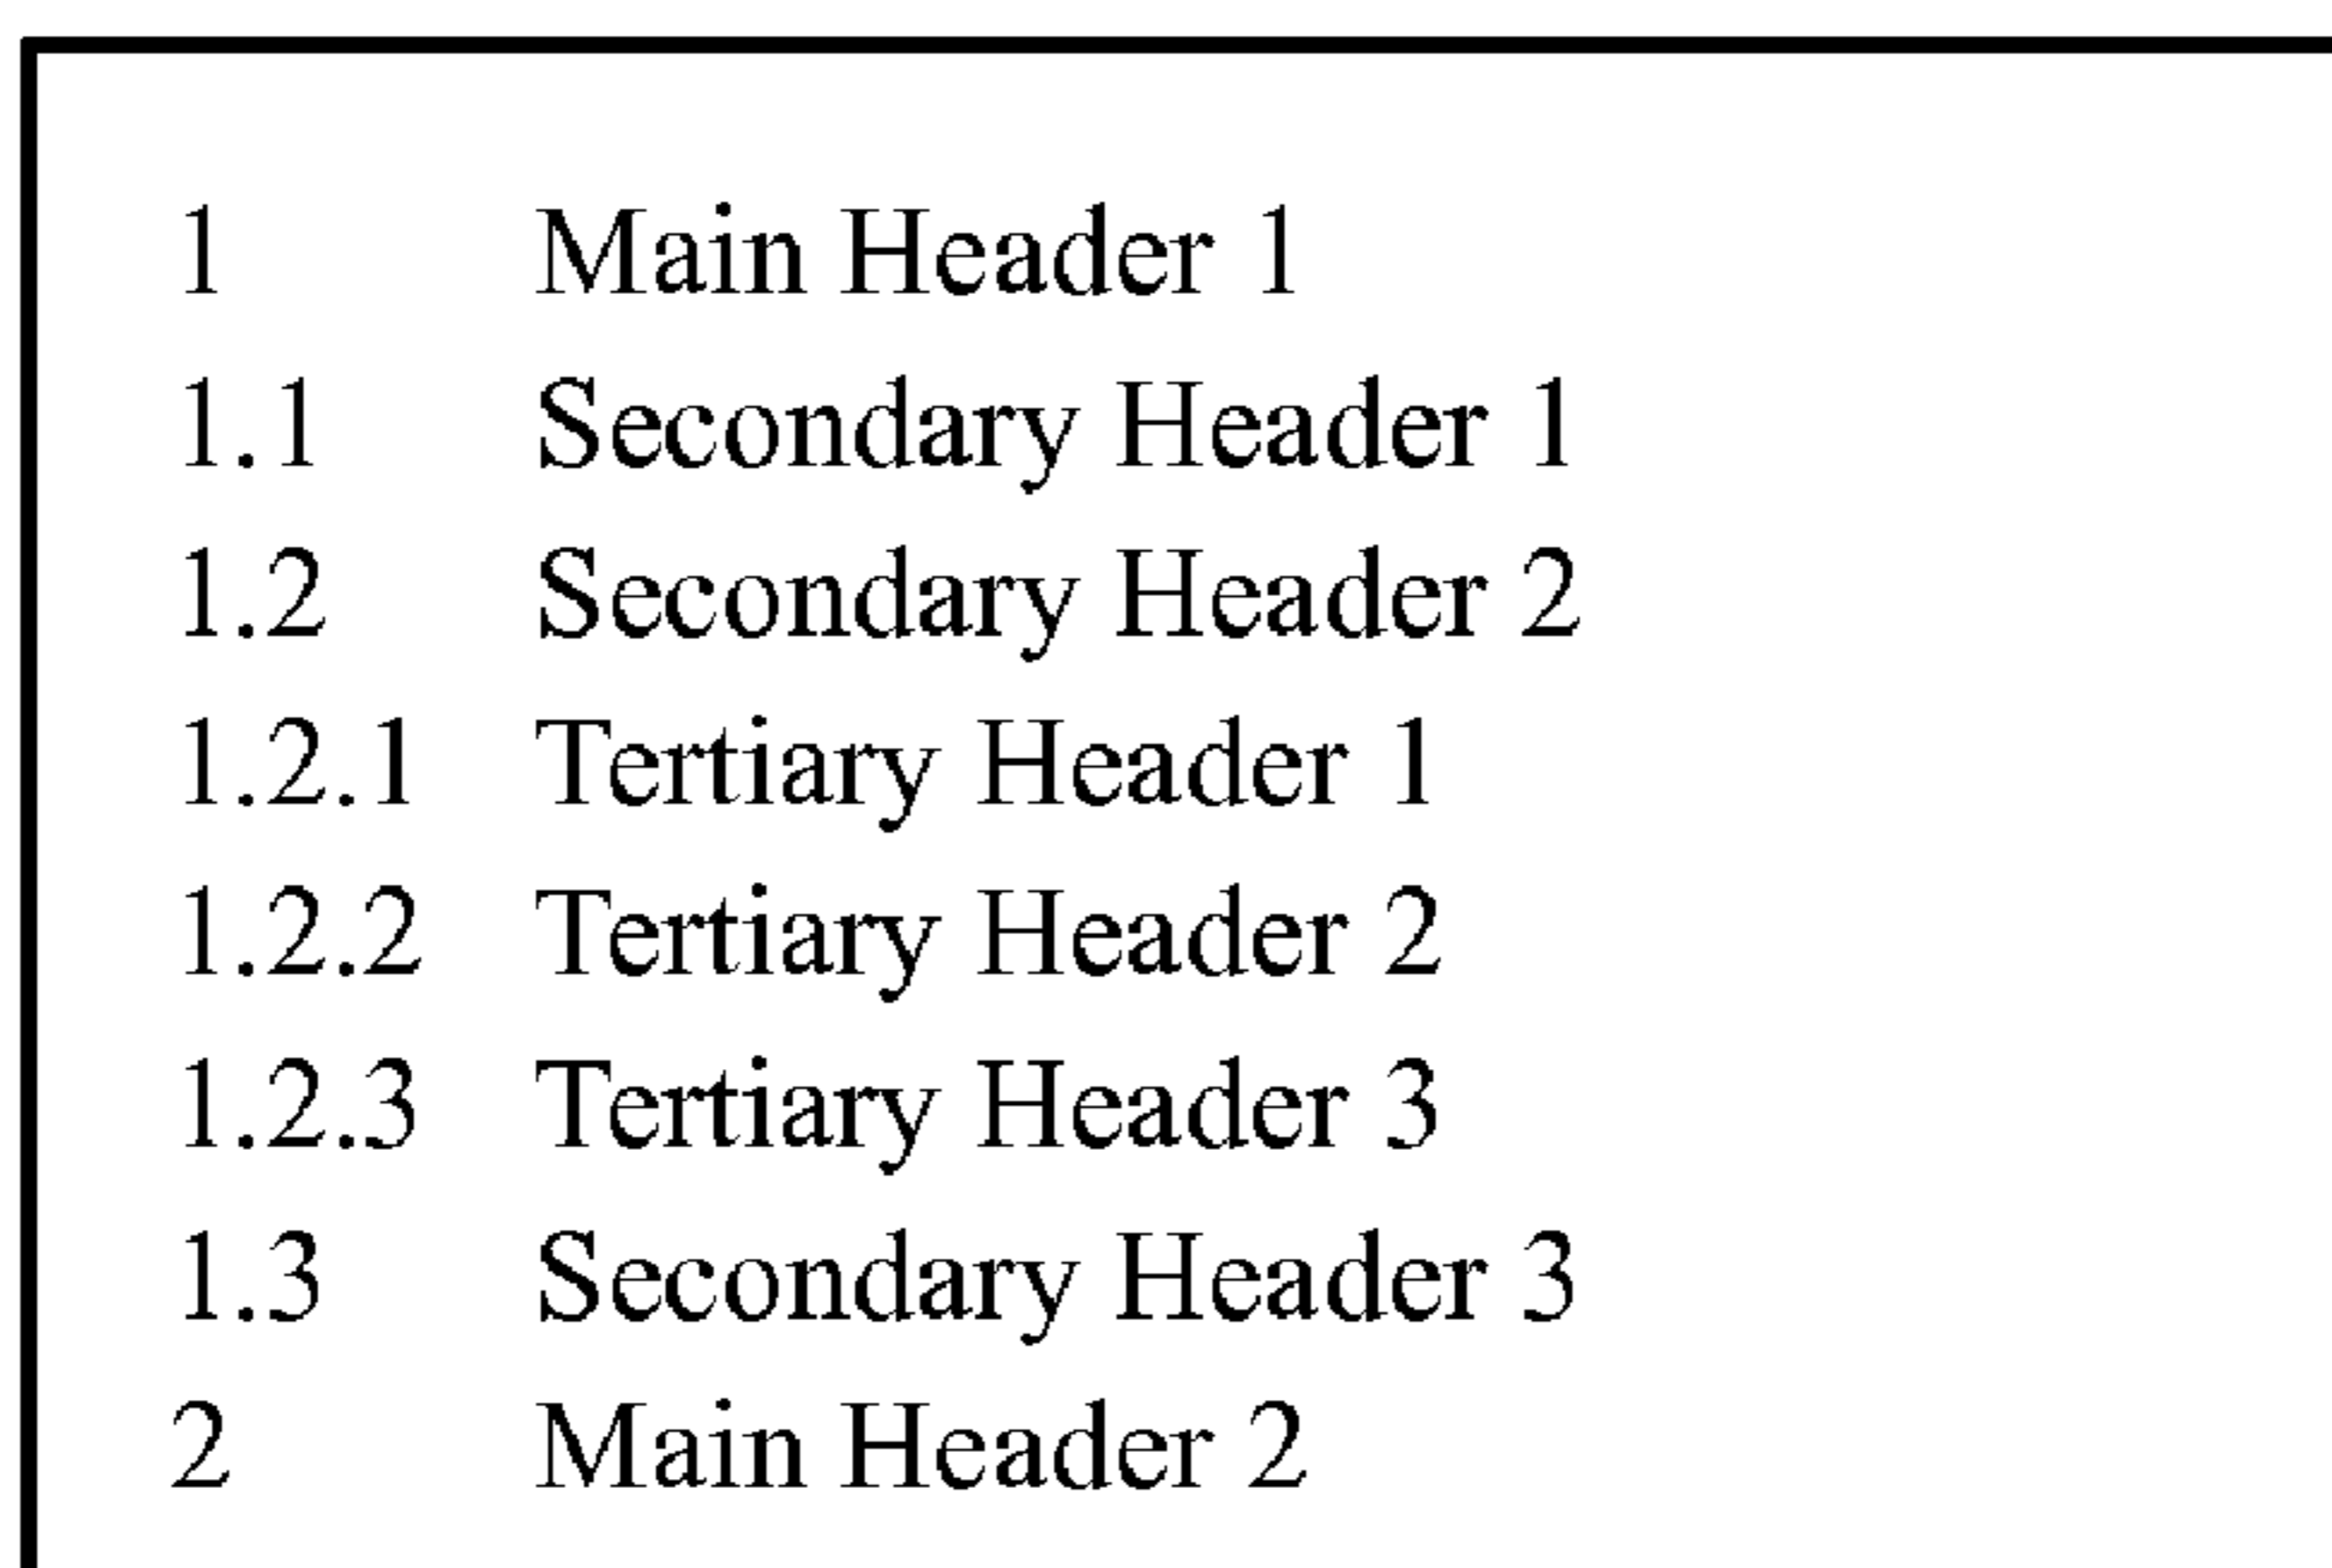 1 Main Header 1
1.1 Secondary Header 1
1.2 Secondary Header 2
1.2.1 Tertiary Header 1
1.2.2 Tertiary Header 2
1.2.3 Tertiary Header 3
1.3 Secondary Header 3
2 Main Header 2